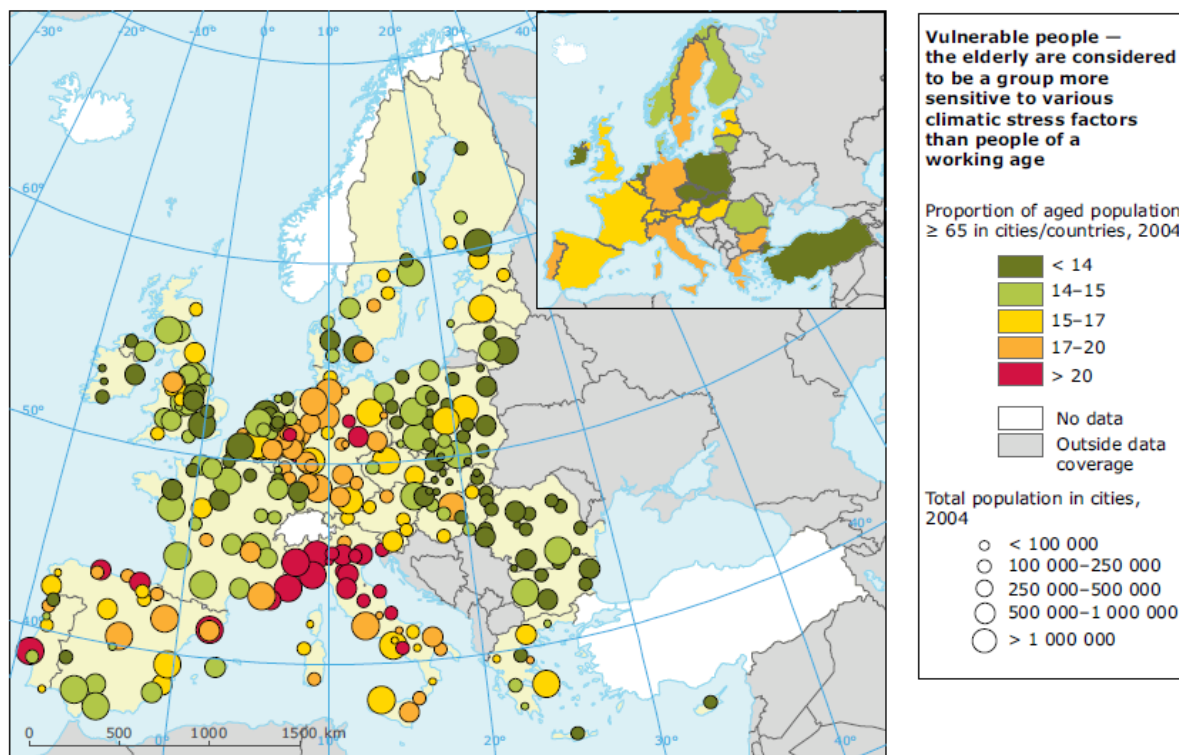 -30°
-20°
-10°
0°
10°
20°
30°
60°
50°
40°
40°
0 500 1000 1500 km
0°
10°
20°
30°
40°
Vulnerable people —
the elderly are considered
to be a group more
sensitive to various
climatic stress factors
than people of a
working age
Proportion of aged population
≥ 65 in cities/countries, 2004
< 14
14–15
15–17
17–20
> 20
No data
Outside data
coverage
Total population in cities,
2004
< 100 000
100 000–250 000
250 000–500 000
500 000–1 000 000
> 1 000 000